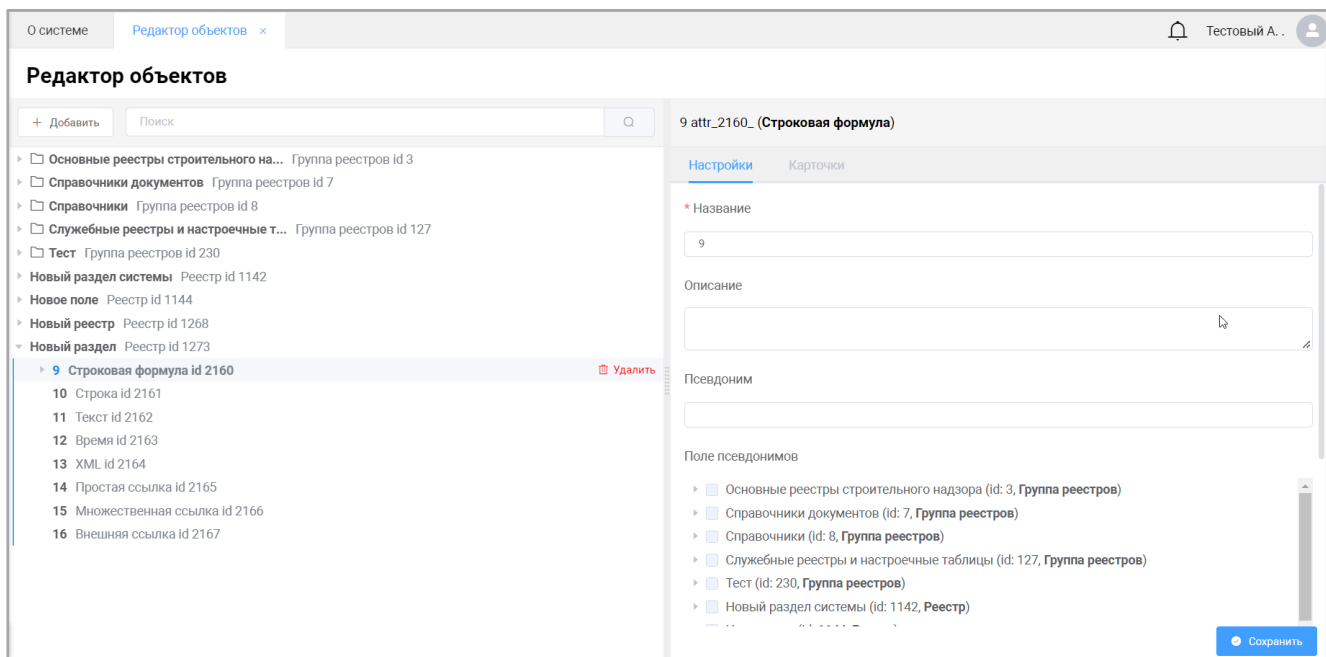 О системе
Редактор объектов ×
Тестовый А. .
Редактор объектов
+ Добавить
Поиск
Основные реестры строительного на... Группа реестров id 3
Справочники документов Группа реестров id 7
Справочники Группа реестров id 8
Служебные реестры и настроечные т... Группа реестров id 127
Тест Группа реестров id 230
Новый раздел системы Реестр id 1142
Новое поле Реестр id 1144
Новый реестр Реестр id 1268
Новый раздел Реестр id 1273
9 Строковая формула id 2160 Удалить
10 Строка id 2161
11 Текст id 2162
12 Время id 2163
13 XML id 2164
14 Простая ссылка id 2165
15 Множественная ссылка id 2166
16 Внешняя ссылка id 2167
9 attr_2160_ (Строковая формула)
Настройки Карточки
* Название
9
Описание
Псевдоним
Поле псевдонимов
Основные реестры строительного надзора (id: 3, Группа реестров)
Справочники документов (id: 7, Группа реестров)
Справочники (id: 8, Группа реестров)
Служебные реестры и настроечные таблицы (id: 127, Группа реестров)
Тест (id: 230, Группа реестров)
Новый раздел системы (id: 1142, Реестр)
Сохранить